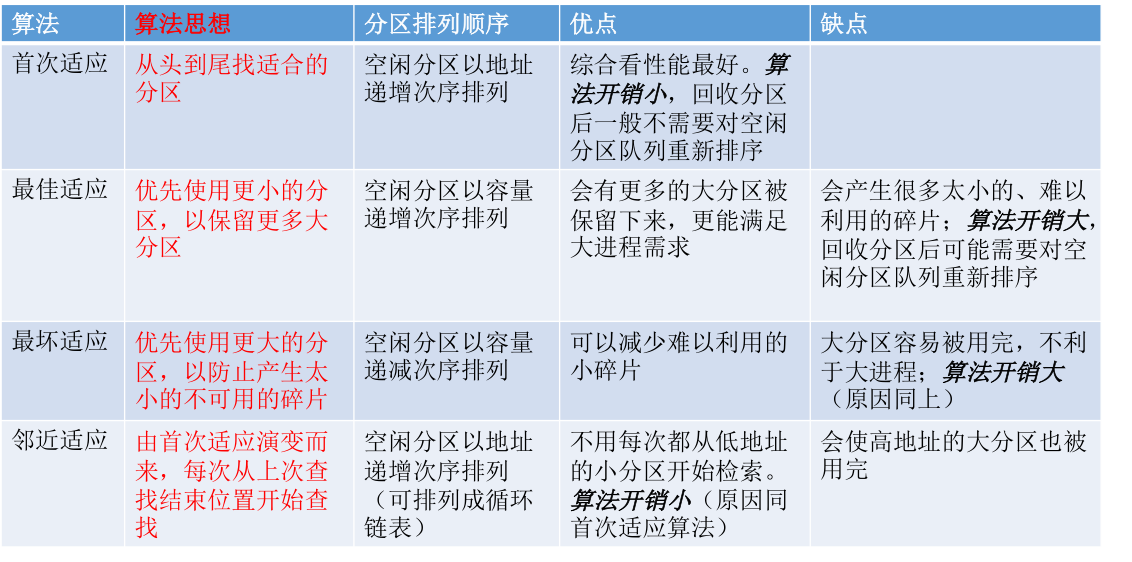 算法
算法思想
分区排列顺序
优点
缺点
首次适应
从头到尾找适合的
分区
空闲分区以地址
递增次序排列
综合看性能最好。算
法开销小，回收分区
后一般不需要对空闲
分区队列重新排序
最佳适应
优先使用更小的分
区，以保留更多大
分区
空闲分区以容量
递增次序排列
会有更多的大分区被
保留下来，更能满足
大进程需求
会产生很多太小的、难以
利用的碎片；算法开销大，
回收分区后可能需要对空
闲分区队列重新排序
最坏适应
优先使用更大的分
区，以防止产生太
小的不可用的碎片
空闲分区以容量
递减次序排列
可以减少难以利用的
小碎片
大分区容易被用完，不利
于大进程；算法开销大
（原因同上）
邻近适应
由首次适应演变而
来，每次从上次查
找结束位置开始查
找
空闲分区以地址
递增次序排列
（可排列成循环
链表）
不用每次都从低地址
的小分区开始检索。
算法开销小（原因同
首次适应算法）
会使高地址的大分区也被
用完